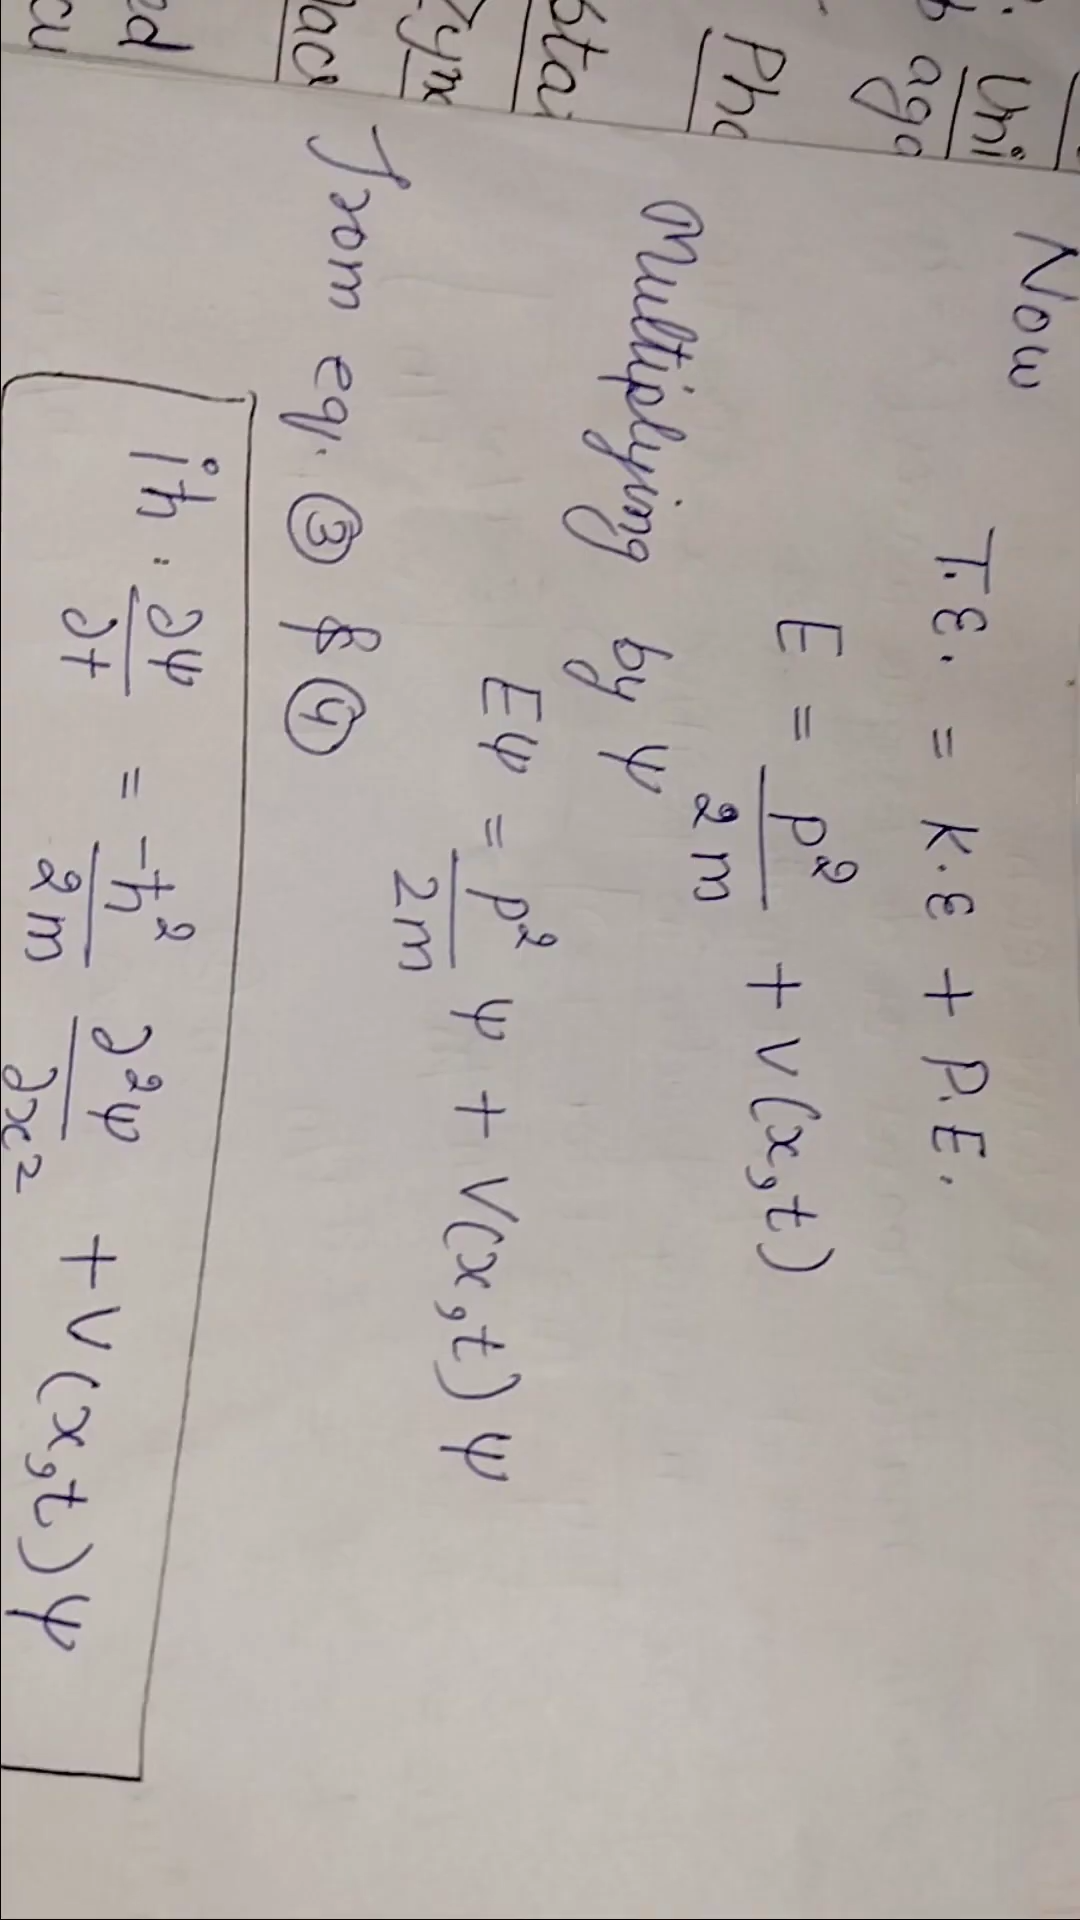 Now
T.E. = K.E + P.E.
E = p²/2m + V(x,t)
Multiplying by ψ
Eψ = p²/2m ψ + V(x,t) ψ
From eq. ③ & ④
iħ · ∂ψ/∂t = -ħ²/2m ∂²ψ/∂x² + V(x,t) ψ